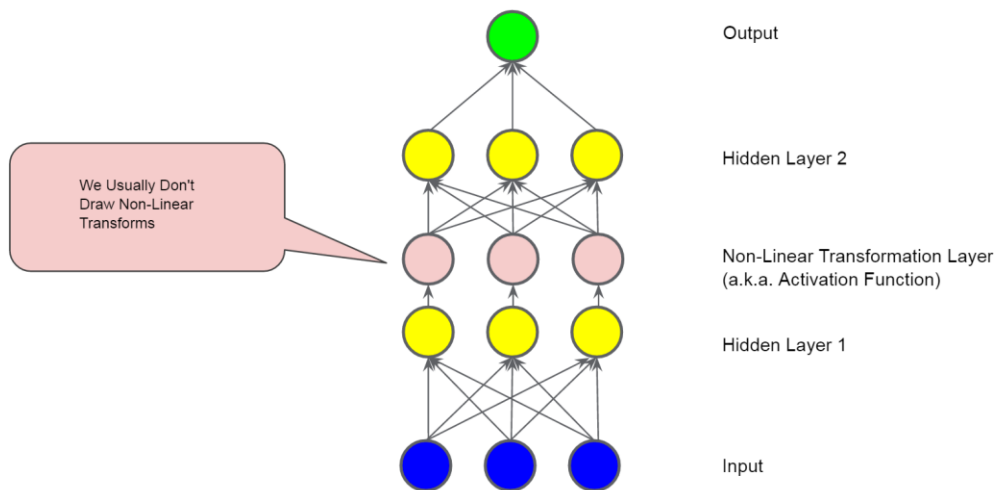 Output
Hidden Layer 2
We Usually Don't
Draw Non-Linear
Transforms
Non-Linear Transformation Layer
(a.k.a. Activation Function)
Hidden Layer 1
Input